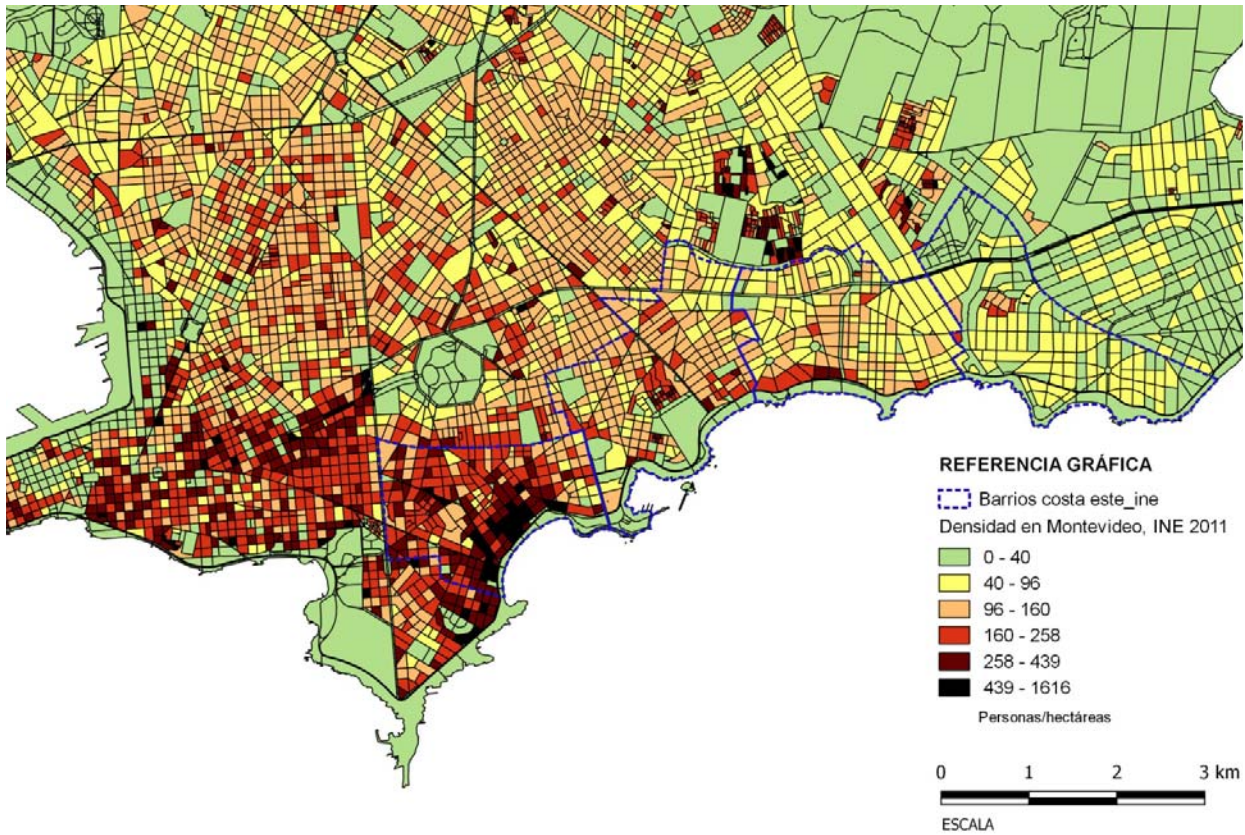 REFERENCIA GRÁFICA
Barrios costa este_ine
Densidad en Montevideo, INE 2011
0 - 40
40 - 96
96 - 160
160 - 258
258 - 439
439 - 1616
Personas/hectáreas
0 1 2 3 km
ESCALA